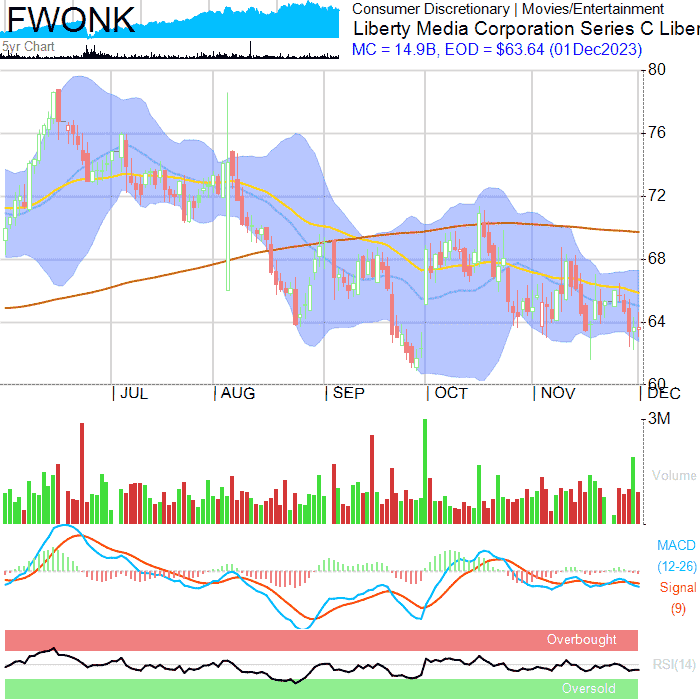 FWONK
5yr Chart
Consumer Discretionary | Movies/Entertainment
Liberty Media Corporation Series C Liber
MC = 14.9B, EOD = $63.64 (01Dec2023)
80
76
72
68
64
60
JUL AUG SEP OCT NOV DEC
3M
Volume
MACD
(12-26)
Signal
(9)
Overbought
RSI(14)
Oversold